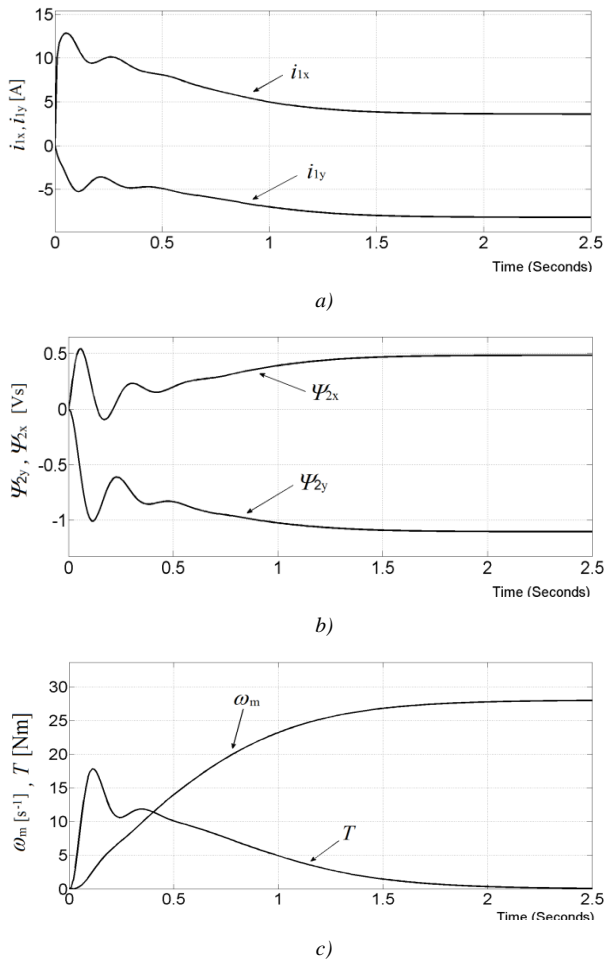 15
10
5
0
-5
i1x, i1y [A]
i1x
i1y
0 0.5 1 1.5 2 2.5
Time (Seconds)
a)
0.5
0
-0.5
-1
Ψ2y , Ψ2x [Vs]
Ψ2x
Ψ2y
0 0.5 1 1.5 2 2.5
Time (Seconds)
b)
30
25
20
15
10
5
0
ωm [s-1] , T [Nm]
ωm
T
0 0.5 1 1.5 2 2.5
Time (Seconds)
c)